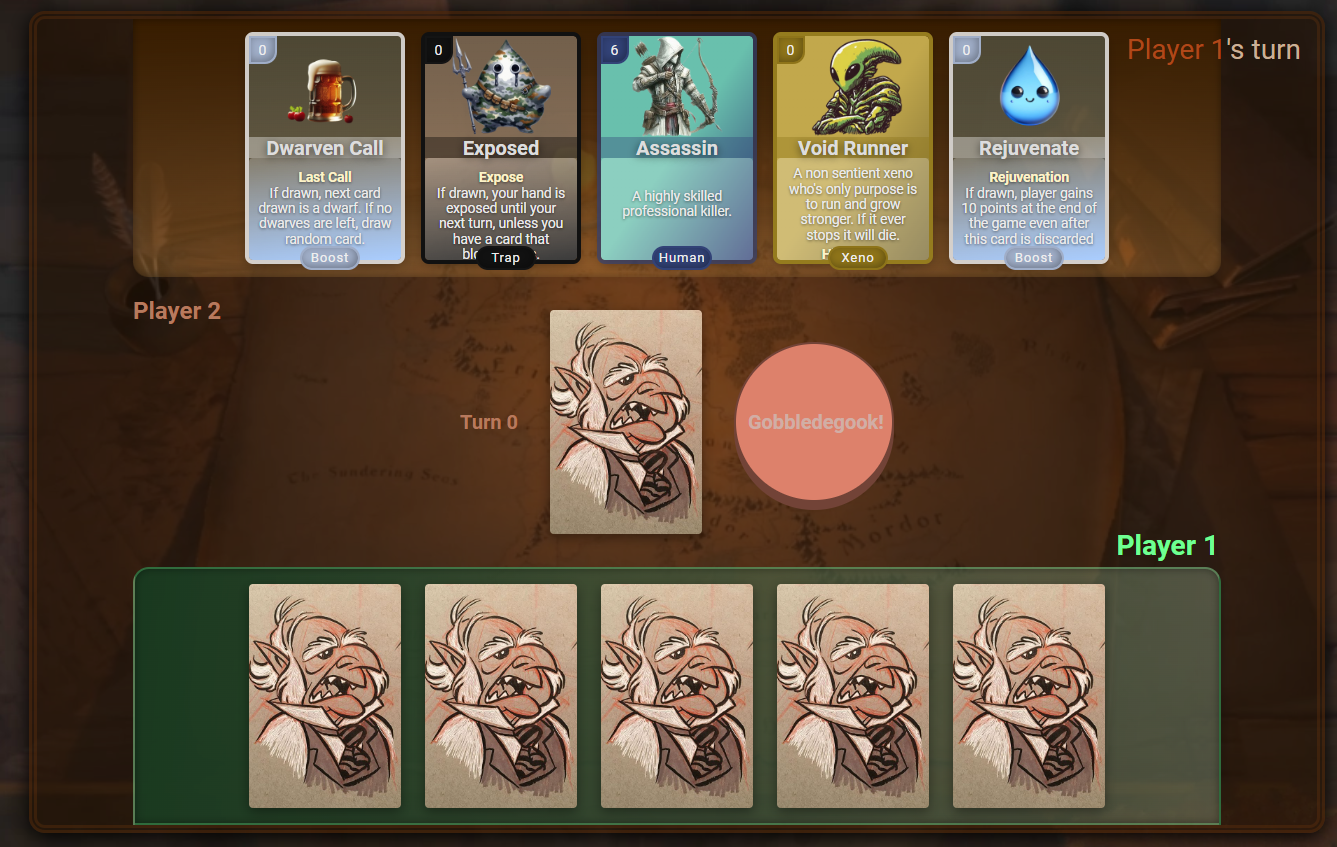 0
Dwarven Call
Last Call
If drawn, next card
drawn is a dwarf. If no
dwarves are left, draw
random card.
Boost
0
Exposed
Expose
If drawn, your hand is
exposed until your
next turn, unless you
have a card that
Trap
6
Assassin
A highly skilled
professional killer.
Human
0
Void Runner
A non sentient xeno
who's only purpose is
to run and grow
stronger. If it ever
stops it will die.
Xeno
0
Rejuvenate
Rejuvenation
If drawn, player gains
10 points at the end of
the game even after
this card is discarded
Boost
Player 1's turn
Player 2
Turn 0
Gobbledegook!
The Sundering Seas
Mordor
Player 1